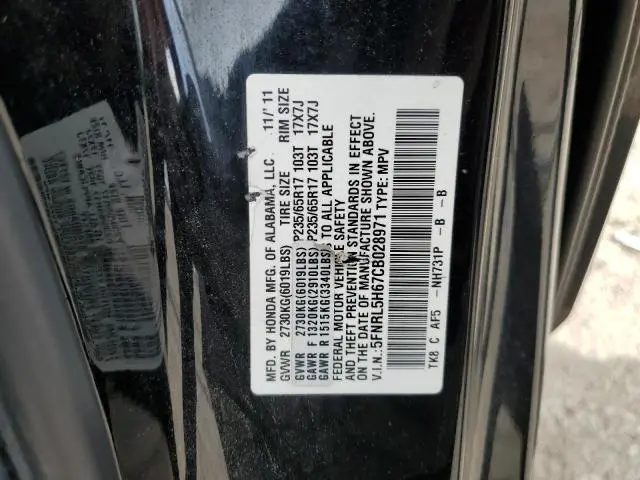 MFD. BY HONDA MFG. OF ALABAMA, LLC. 11/'11
GVWR 2730KG(6019LBS) TIRE SIZE RIM SIZE
GVWR 2730KG(6019LBS)
GAWR F 1320KG(2910LBS) P235/65R17 103T 17X7J
GAWR R 1515KG(3340LBS) P235/65R17 103T 17X7J
TO ALL APPLICABLE
FEDERAL MOTOR VEHICLE SAFETY
AND THEFT PREVENTION STANDARDS IN EFFECT
ON THE DATE OF MANUFACTURE SHOWN ABOVE.
V.I.N.: 5FNRL5H67CB028971 TYPE: MPV
TK8 C AF5 -NH731P -B -B